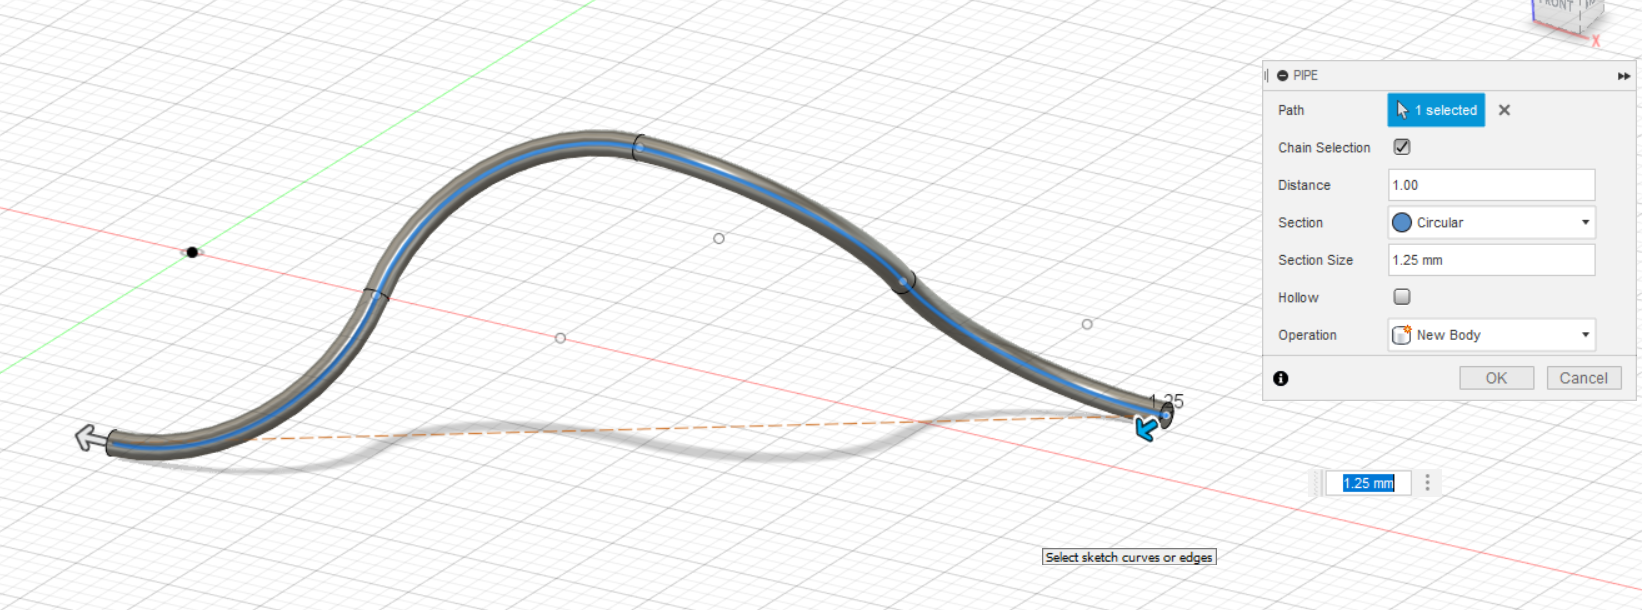 FRONT
X
PIPE
Path 1 selected
Chain Selection
Distance 1.00
Section Circular
Section Size 1.25 mm
Hollow
Operation New Body
OK Cancel
1.25
1.25 mm
Select sketch curves or edges